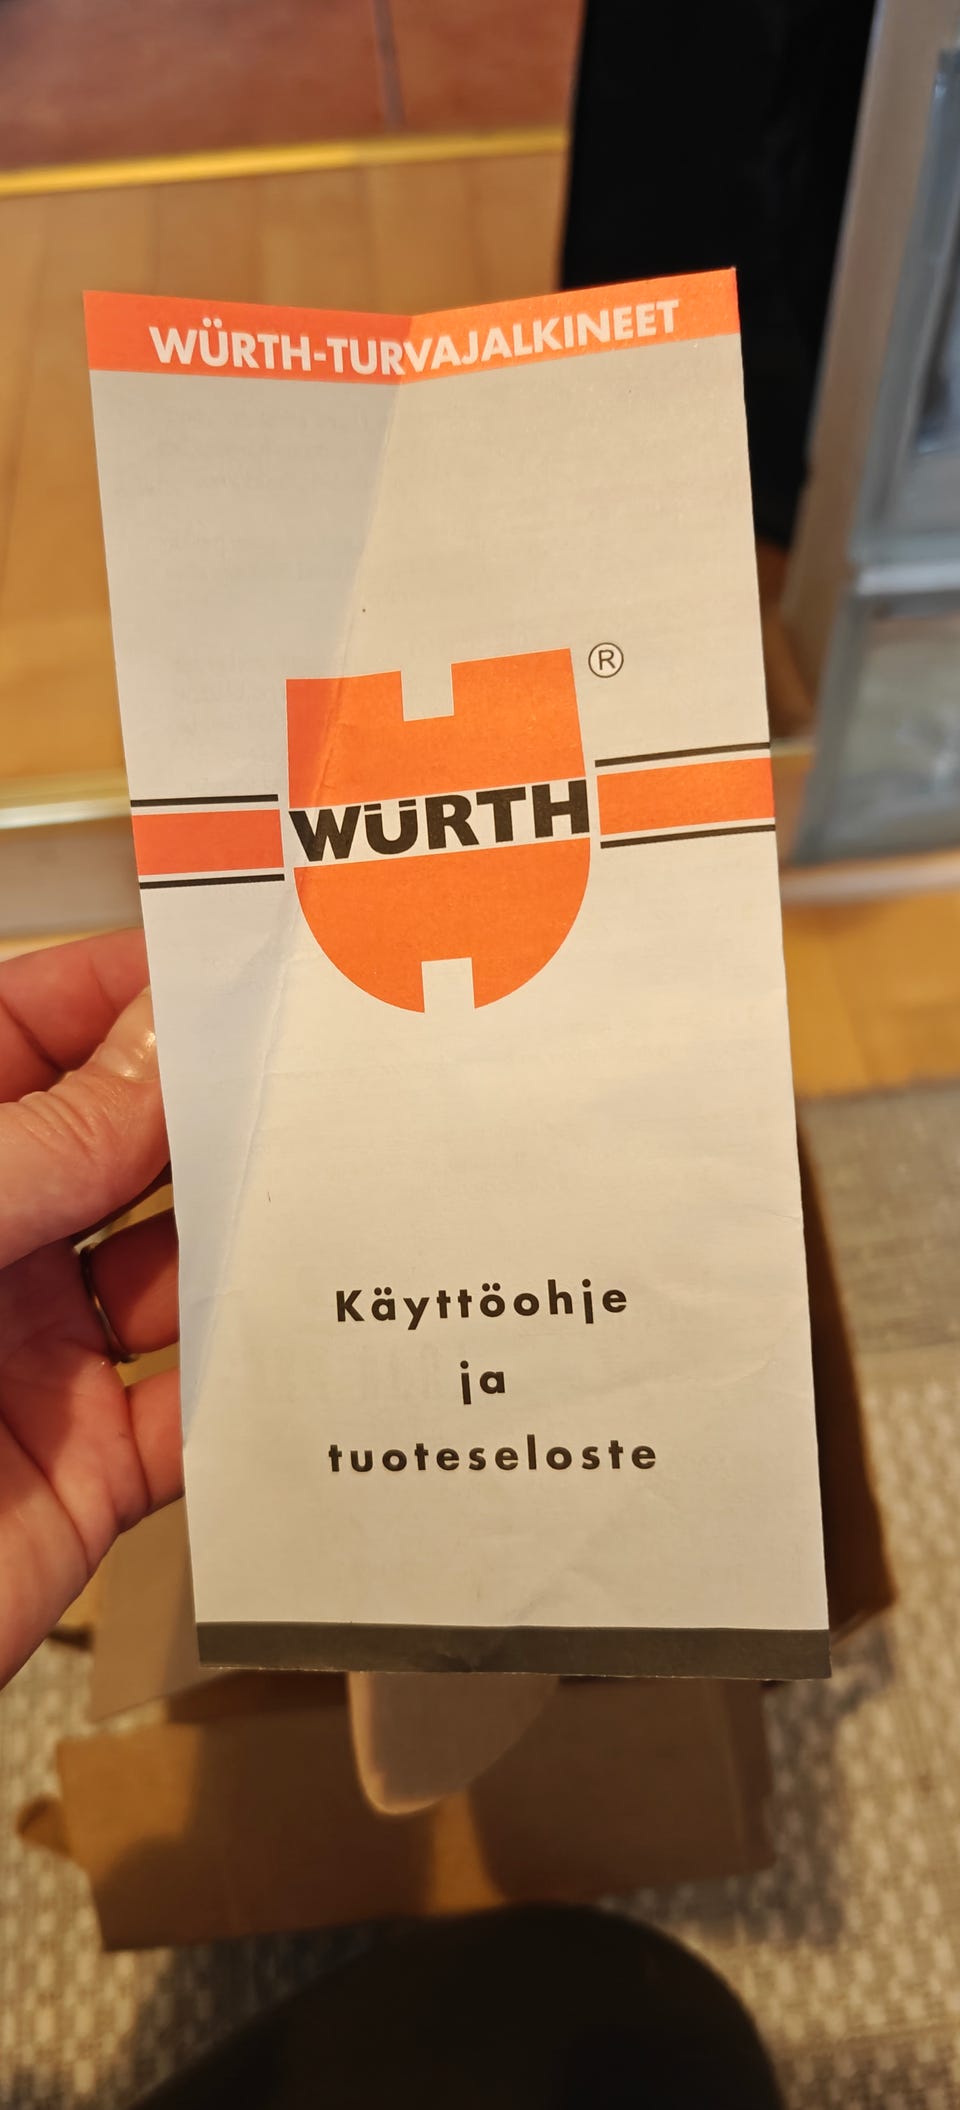 WÜRTH-TURVAJALKINEET
®
WÜRTH
Käyttöohje
ja
tuoteseloste